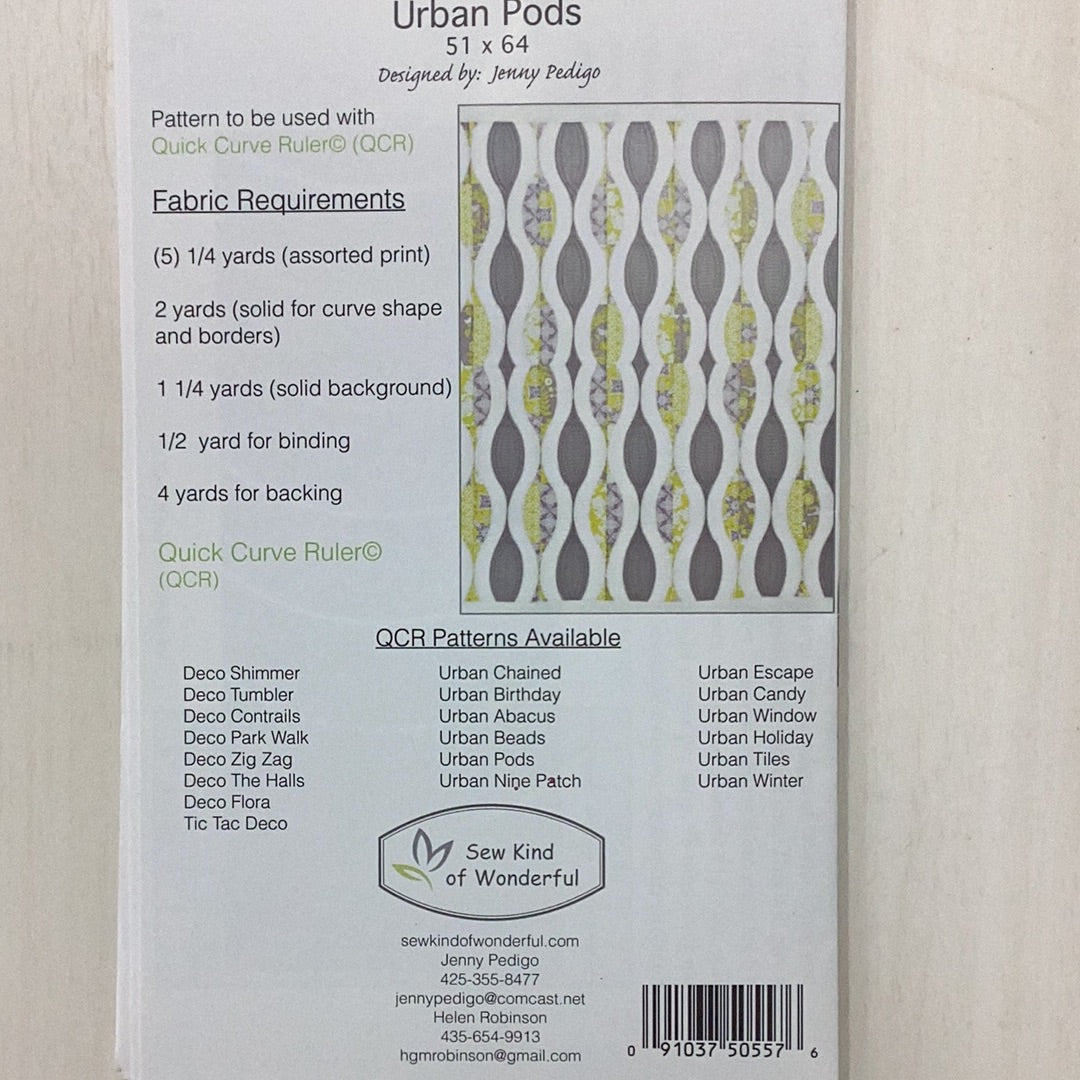 Urban Pods
51 x 64
Designed by: Jenny Pedigo
Pattern to be used with
Quick Curve Ruler© (QCR)
Fabric Requirements
(5) 1/4 yards (assorted print)
2 yards (solid for curve shape
and borders)
1 1/4 yards (solid background)
1/2 yard for binding
4 yards for backing
Quick Curve Ruler©
(QCR)
QCR Patterns Available
Deco Shimmer
Deco Tumbler
Deco Contrails
Deco Park Walk
Deco Zig Zag
Deco The Halls
Deco Flora
Tic Tac Deco
Urban Chained
Urban Birthday
Urban Abacus
Urban Beads
Urban Pods
Urban Nine Patch
Urban Escape
Urban Candy
Urban Window
Urban Holiday
Urban Tiles
Urban Winter
Sew Kind
of Wonderful
sewkindofwonderful.com
Jenny Pedigo
425-355-8477
jennypedigo@comcast.net
Helen Robinson
435-654-9913
hgmrobinson@gmail.com
0 91037 50557 6